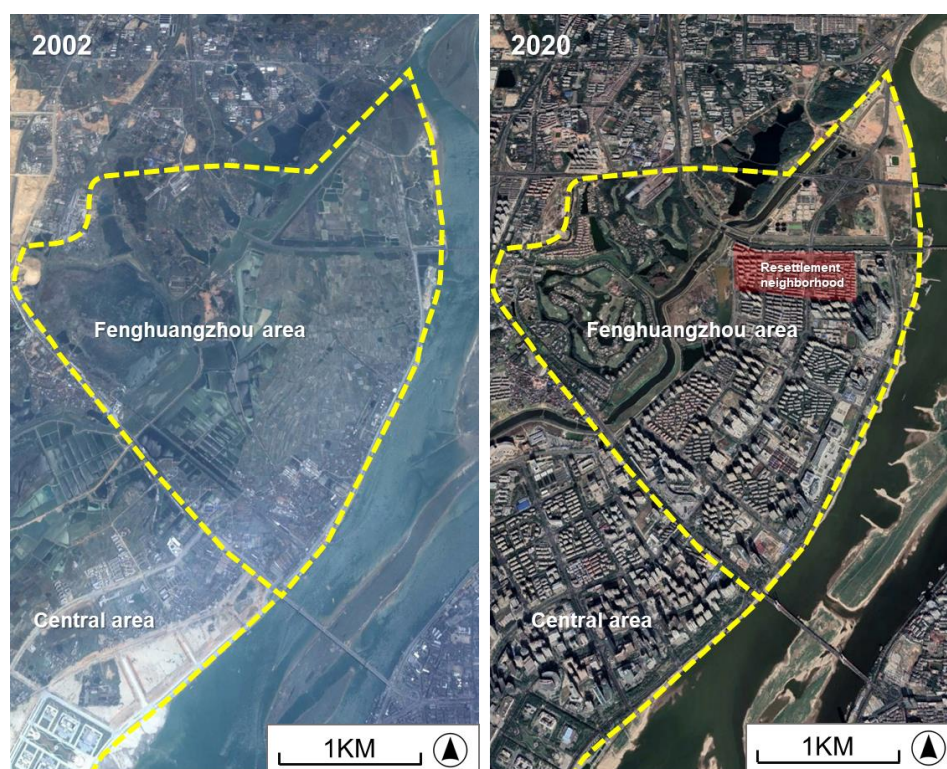 2002
Fenghuangzhou area
Central area
1KM
2020
Resettlement
neighborhood
Fenghuangzhou area
Central area
1KM